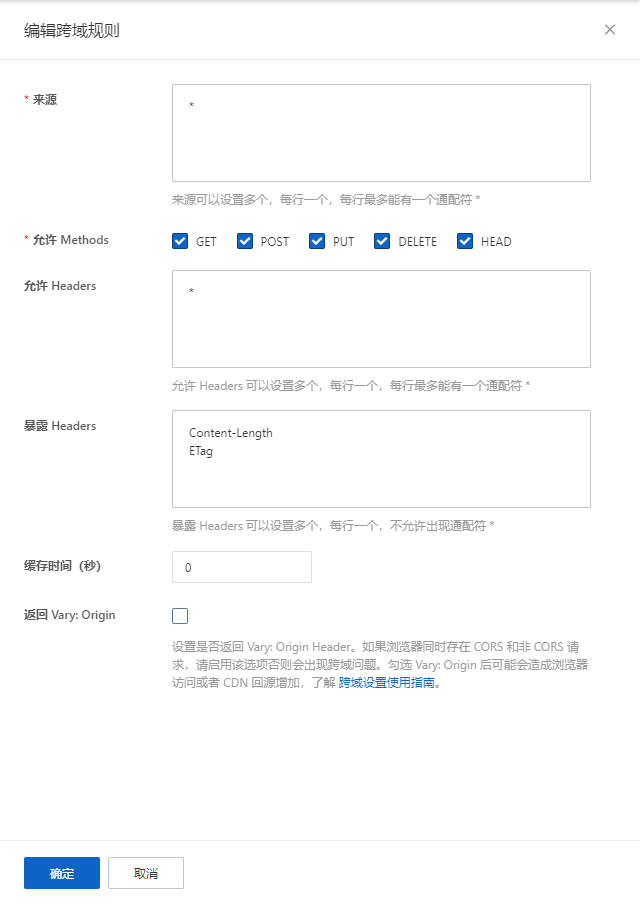 编辑跨域规则
* 来源
*
来源可以设置多个，每行一个，每行最多能有一个通配符 *
* 允许 Methods
GET POST PUT DELETE HEAD
允许 Headers
*
允许 Headers 可以设置多个，每行一个，每行最多能有一个通配符 *
暴露 Headers
Content-Length
ETag
暴露 Headers 可以设置多个，每行一个，不允许出现通配符 *
缓存时间（秒）
0
返回 Vary: Origin
设置是否返回 Vary: Origin Header。如果浏览器同时存在 CORS 和非 CORS 请
求，请启用该选项否则会出现跨域问题。勾选 Vary: Origin 后可能会造成浏览器
访问或者 CDN 回源增加，了解 跨域设置使用指南。
确定 取消